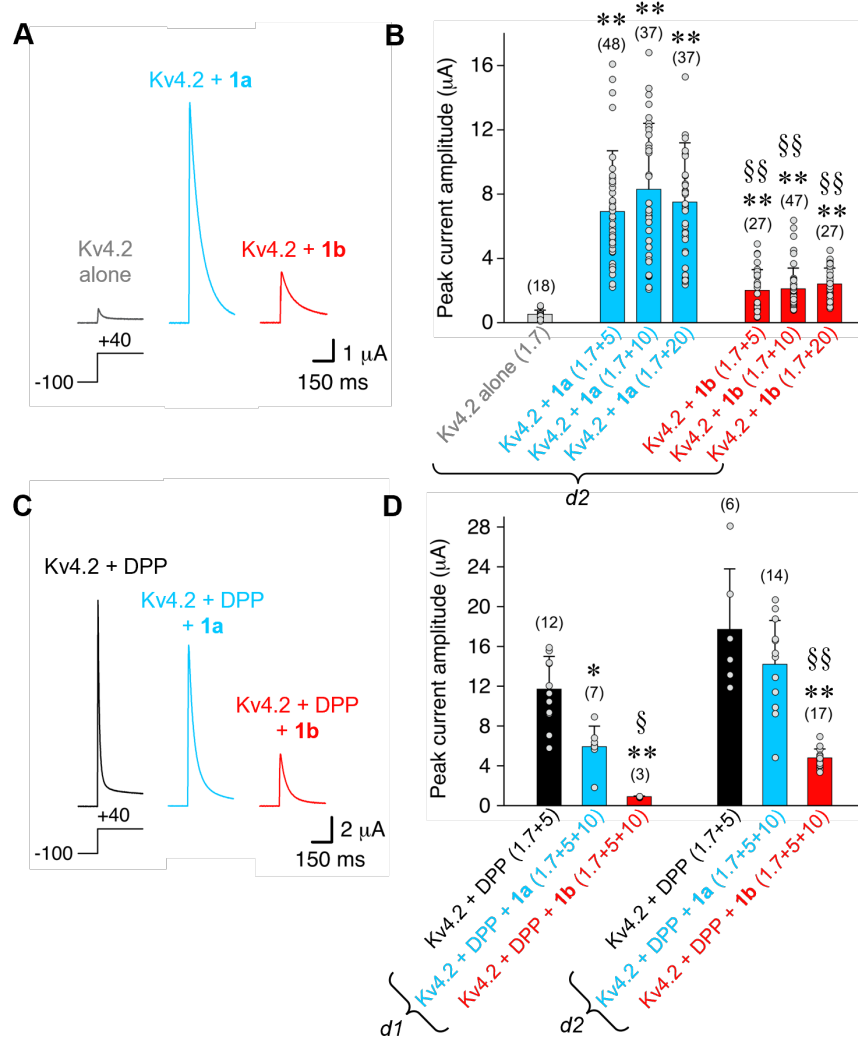 A
Kv4.2 + 1a
Kv4.2
alone
Kv4.2 + 1b
+40
-100
1 µA
150 ms
B
Peak current amplitude (µA)
16
12
8
4
0
(18)
**
(48)
**
(37)
**
(37)
§§
**
(27)
§§
**
(47)
§§
**
(27)
Kv4.2 alone (1.7)
Kv4.2 + 1a (1.7+5)
Kv4.2 + 1a (1.7+10)
Kv4.2 + 1a (1.7+20)
Kv4.2 + 1b (1.7+5)
Kv4.2 + 1b (1.7+10)
Kv4.2 + 1b (1.7+20)
d2
C
Kv4.2 + DPP
Kv4.2 + DPP
+ 1a
Kv4.2 + DPP
+ 1b
+40
-100
2 µA
150 ms
D
Peak current amplitude (µA)
28
24
20
16
12
8
4
0
(12)
*
(7)
§
**
(3)
(6)
(14)
§§
**
(17)
Kv4.2 + DPP (1.7+5)
Kv4.2 + DPP + 1a (1.7+5+10)
Kv4.2 + DPP + 1b (1.7+5+10)
d1
Kv4.2 + DPP (1.7+5)
Kv4.2 + DPP + 1a (1.7+5+10)
Kv4.2 + DPP + 1b (1.7+5+10)
d2